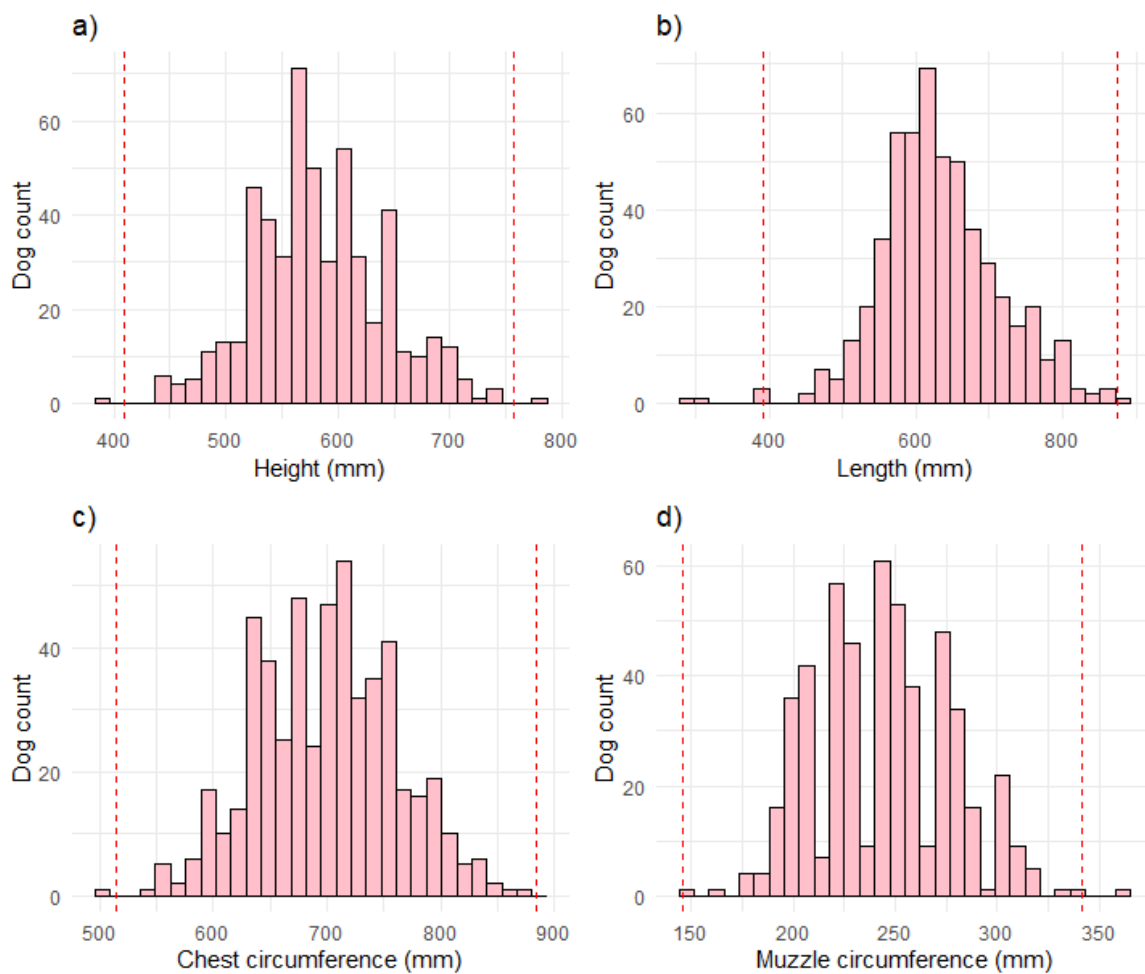 a)
60
40
20
0
Dog count
400 500 600 700 800
Height (mm)
b)
60
40
20
0
Dog count
400 600 800
Length (mm)
c)
40
20
0
Dog count
500 600 700 800 900
Chest circumference (mm)
d)
60
40
20
0
Dog count
150 200 250 300 350
Muzzle circumference (mm)